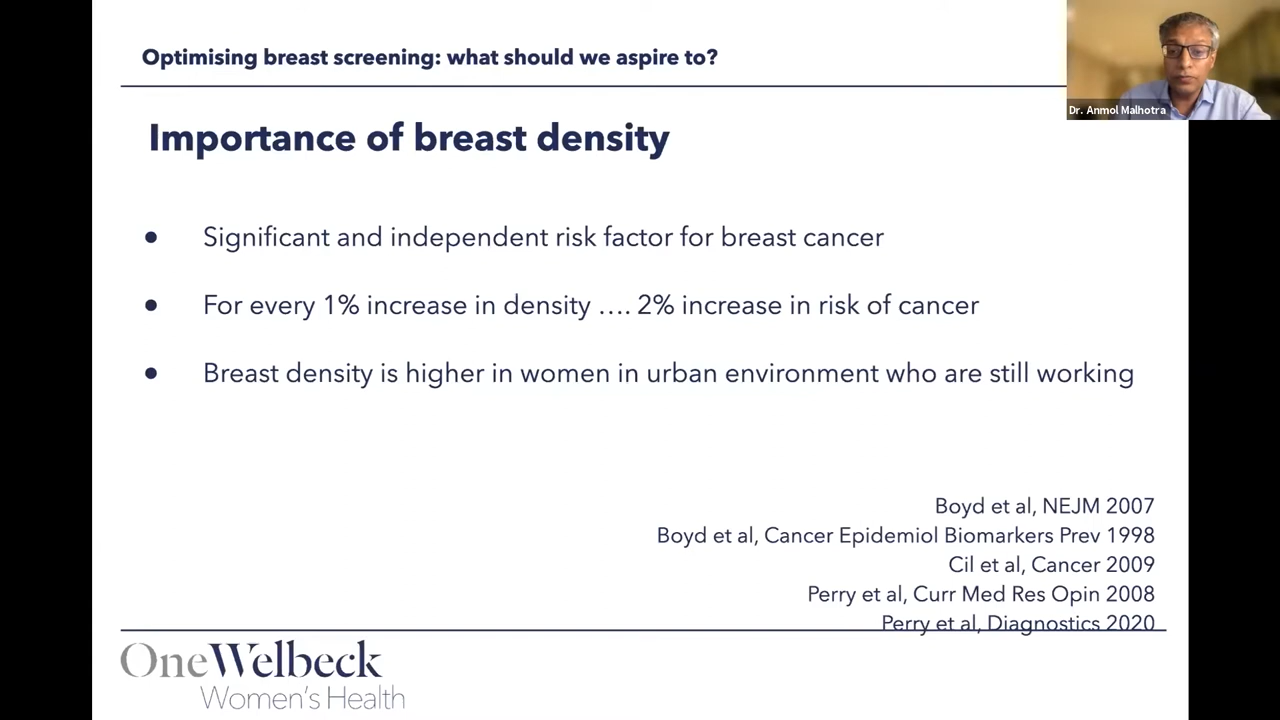 Optimising breast screening: what should we aspire to?
Dr. Anmol Malhotra
Importance of breast density
• Significant and independent risk factor for breast cancer
• For every 1% increase in density …. 2% increase in risk of cancer
• Breast density is higher in women in urban environment who are still working
Boyd et al, NEJM 2007
Boyd et al, Cancer Epidemiol Biomarkers Prev 1998
Cil et al, Cancer 2009
Perry et al, Curr Med Res Opin 2008
Perry et al, Diagnostics 2020
OneWelbeck
Women's Health